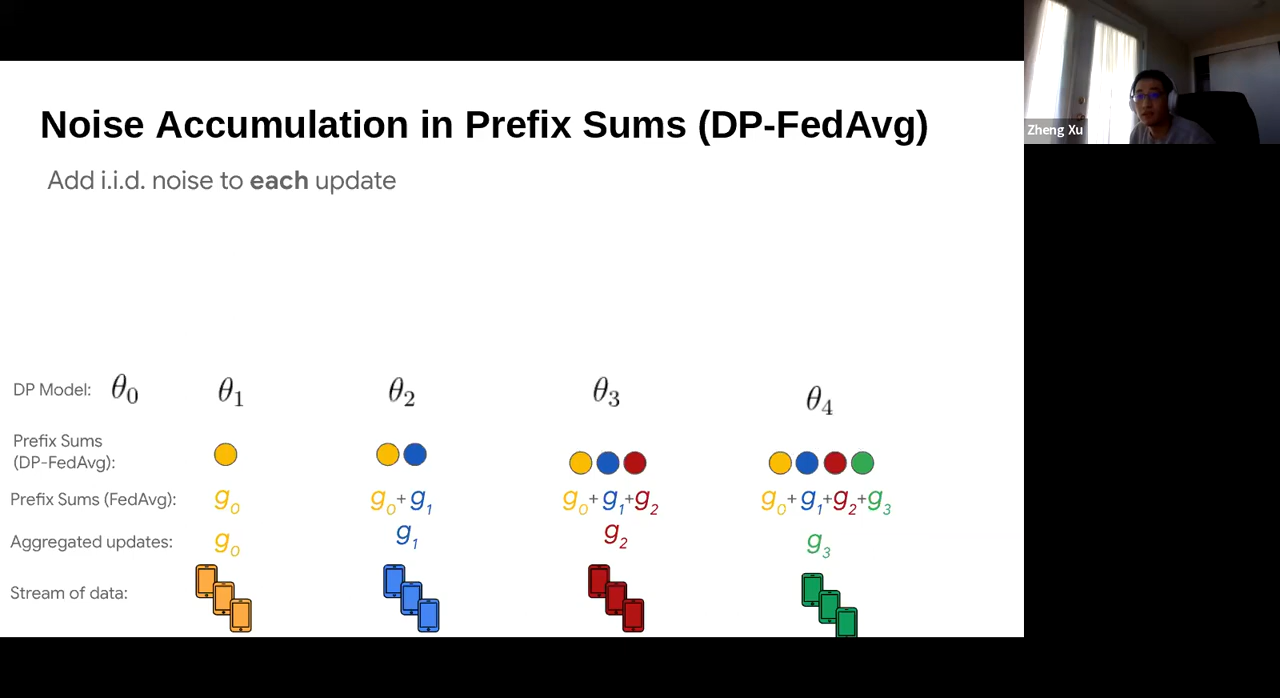 Noise Accumulation in Prefix Sums (DP-FedAvg)
Add i.i.d. noise to each update
Zheng Xu
DP Model: θ₀ θ₁ θ₂ θ₃ θ₄
Prefix Sums
(DP-FedAvg):
Prefix Sums (FedAvg): g₀ g₀+g₁ g₀+g₁+g₂ g₀+g₁+g₂+g₃
Aggregated updates: g₀ g₁ g₂ g₃
Stream of data: